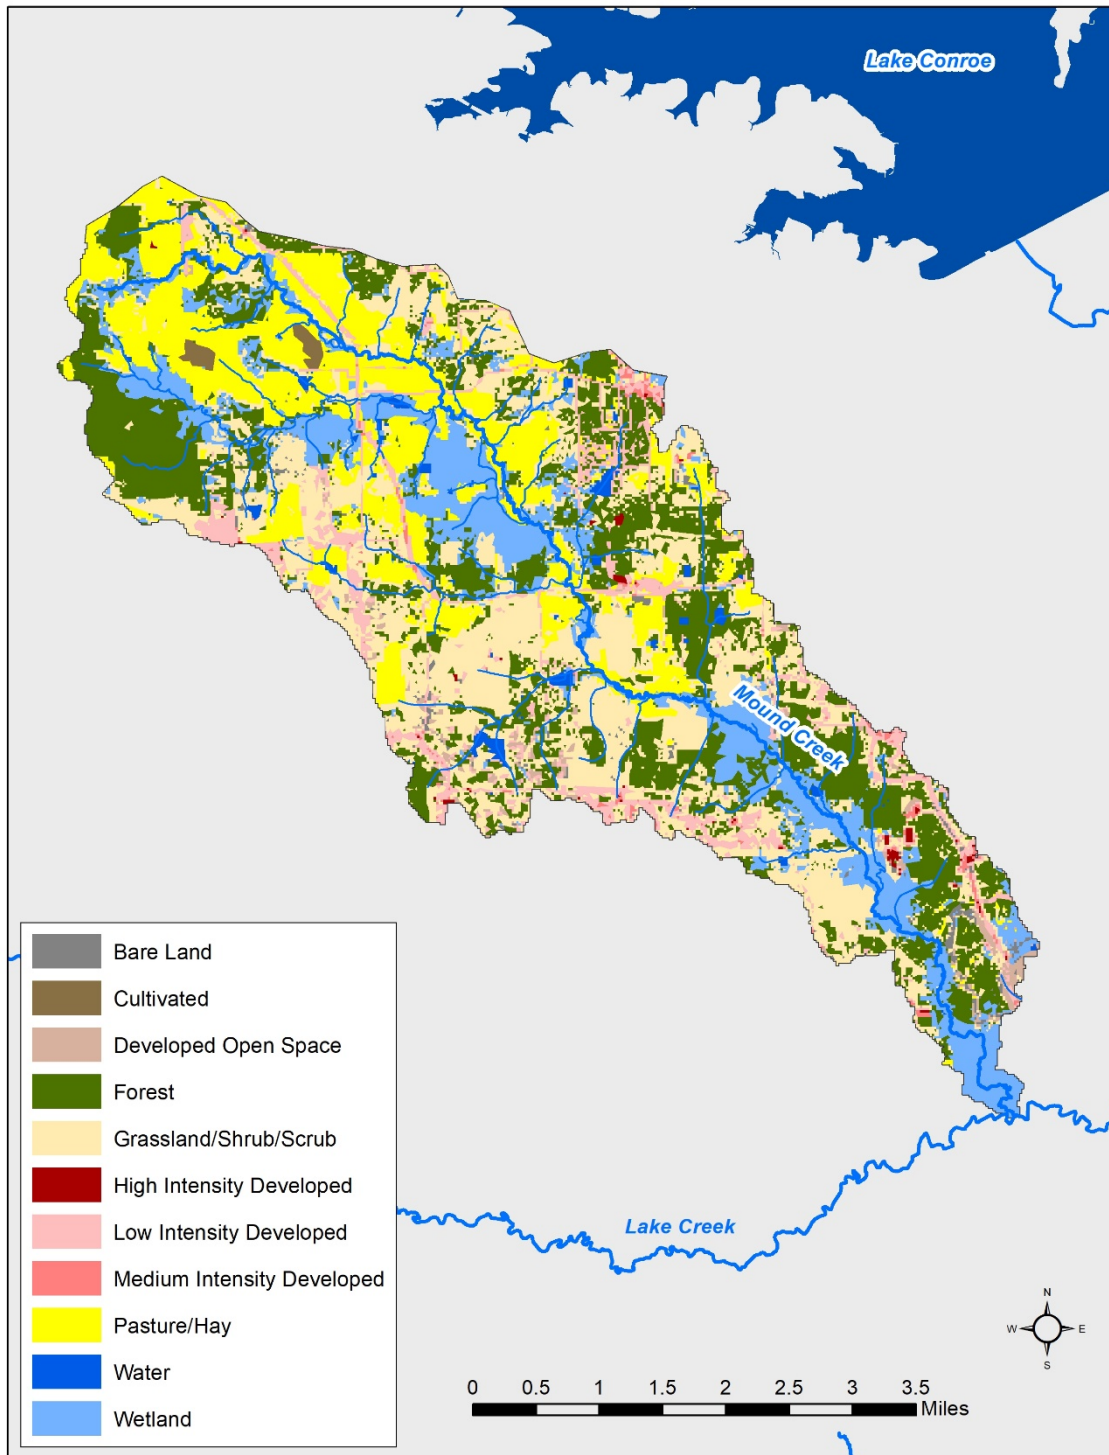 Lake Conroe
Mound Creek
Bare Land
Cultivated
Developed Open Space
Forest
Grassland/Shrub/Scrub
High Intensity Developed
Low Intensity Developed
Medium Intensity Developed
Pasture/Hay
Water
Wetland
Lake Creek
N
W E
S
0 0.5 1 1.5 2 2.5 3 3.5
Miles